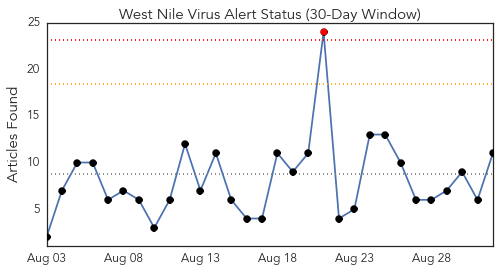 West Nile Virus Alert Status (30-Day Window)
Articles Found
25
20
15
10
5
Aug 03 Aug 08 Aug 13 Aug 18 Aug 23 Aug 28